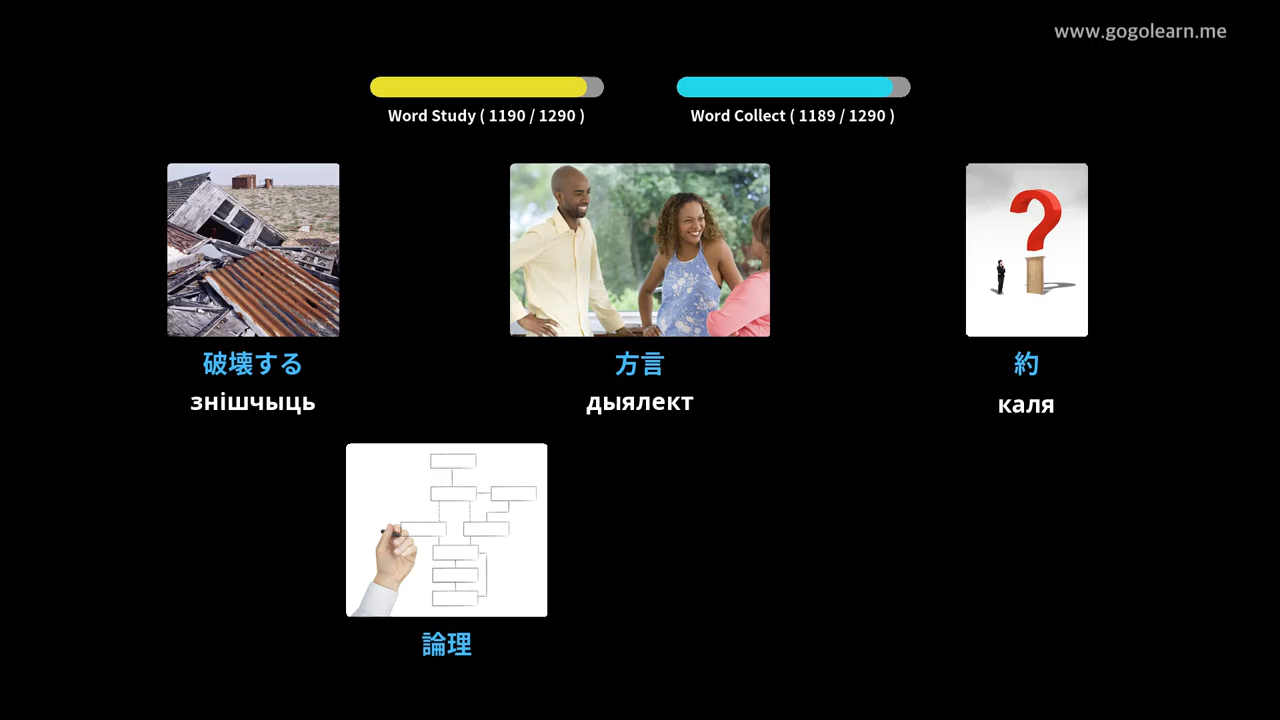 www.gogolearn.me
Word Study ( 1190 / 1290 )
Word Collect ( 1189 / 1290 )
破壊する
方言
約
знішчыць
дыялект
каля
論理